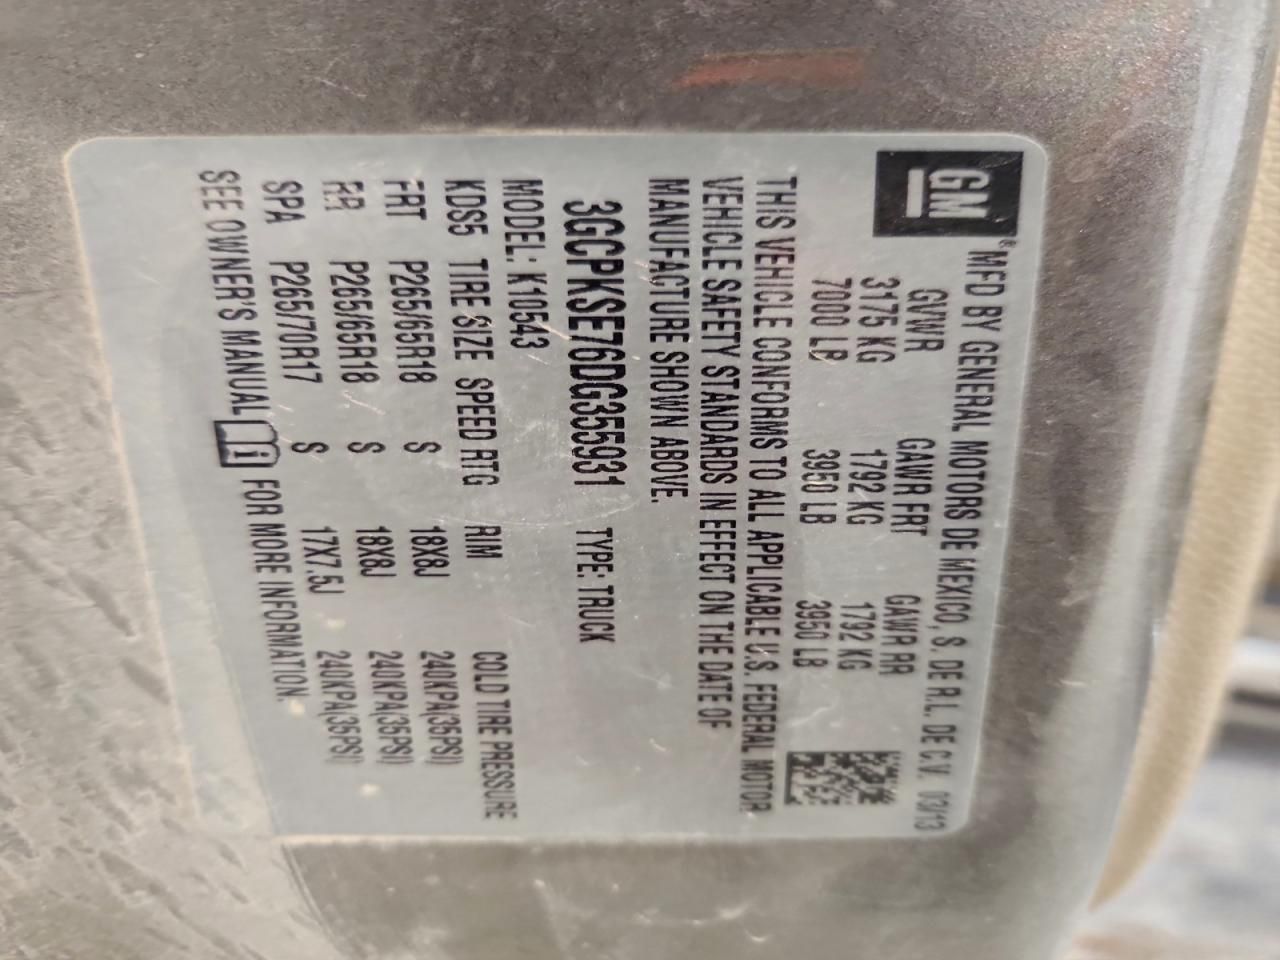 GM ® MFD BY GENERAL MOTORS DE MEXICO, S. DE R.L. DE C.V. 03/13
GVWR GAWR FRT GAWR RR
3175 KG 1792 KG 1792 KG
7000 LB 3950 LB 3950 LB
THIS VEHICLE CONFORMS TO ALL APPLICABLE U.S. FEDERAL MOTOR
VEHICLE SAFETY STANDARDS IN EFFECT ON THE DATE OF
MANUFACTURE SHOWN ABOVE.
3GCPKSE76DG355931 TYPE: TRUCK
MODEL: K10543
KDS5 TIRE SIZE SPEED RTG RIM COLD TIRE PRESSURE
FRT P265/65R18 S 18X8J 240KPA(35PSI)
RR P265/65R18 S 18X8J 240KPA(35PSI)
SPA P265/70R17 S 17X7.5J 240KPA(35PSI)
SEE OWNER'S MANUAL i FOR MORE INFORMATION.